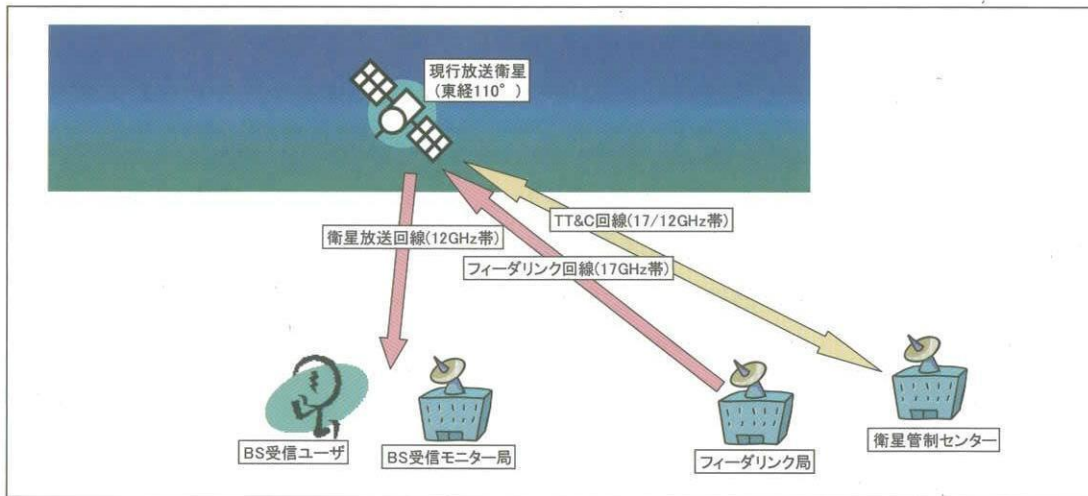 現行放送衛星
(東経110°)
TT&C回線(17/12GHz帯)
衛星放送回線(12GHz帯)
フィーダリンク回線(17GHz帯)
BS受信ユーザ
BS受信モニター局
フィーダリンク局
衛星管制センター